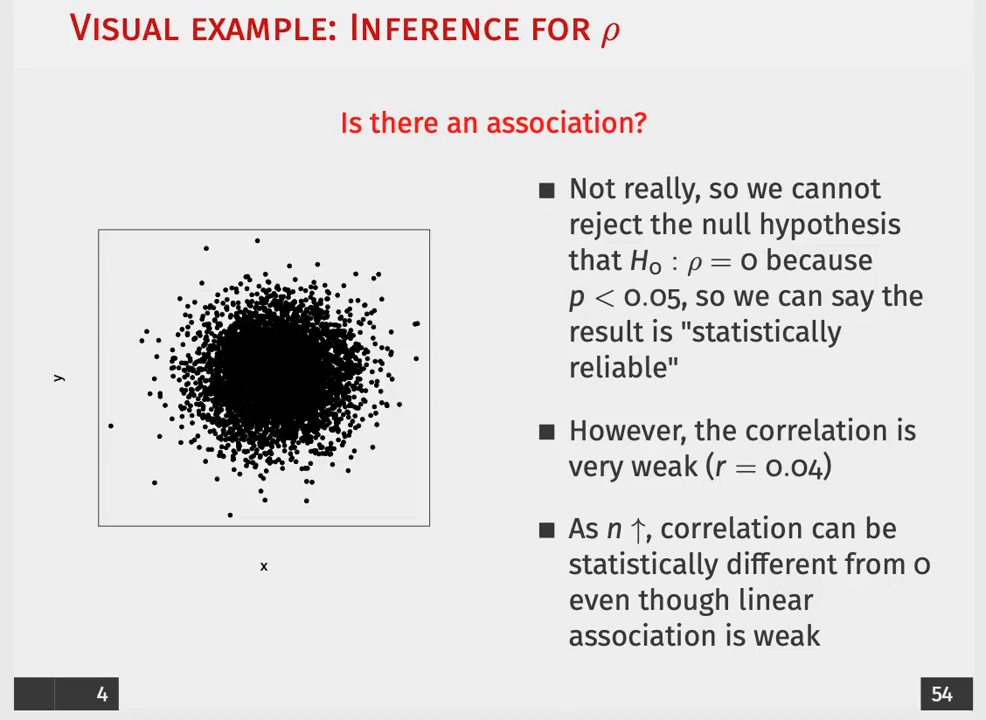 VISUAL EXAMPLE: INFERENCE FOR ρ
Is there an association?
■ Not really, so we cannot
reject the null hypothesis
that H₀ : ρ = 0 because
p < 0.05, so we can say the
result is "statistically
reliable"
■ However, the correlation is
very weak (r = 0.04)
■ As n ↑, correlation can be
statistically different from 0
even though linear
association is weak
y
x
4
54